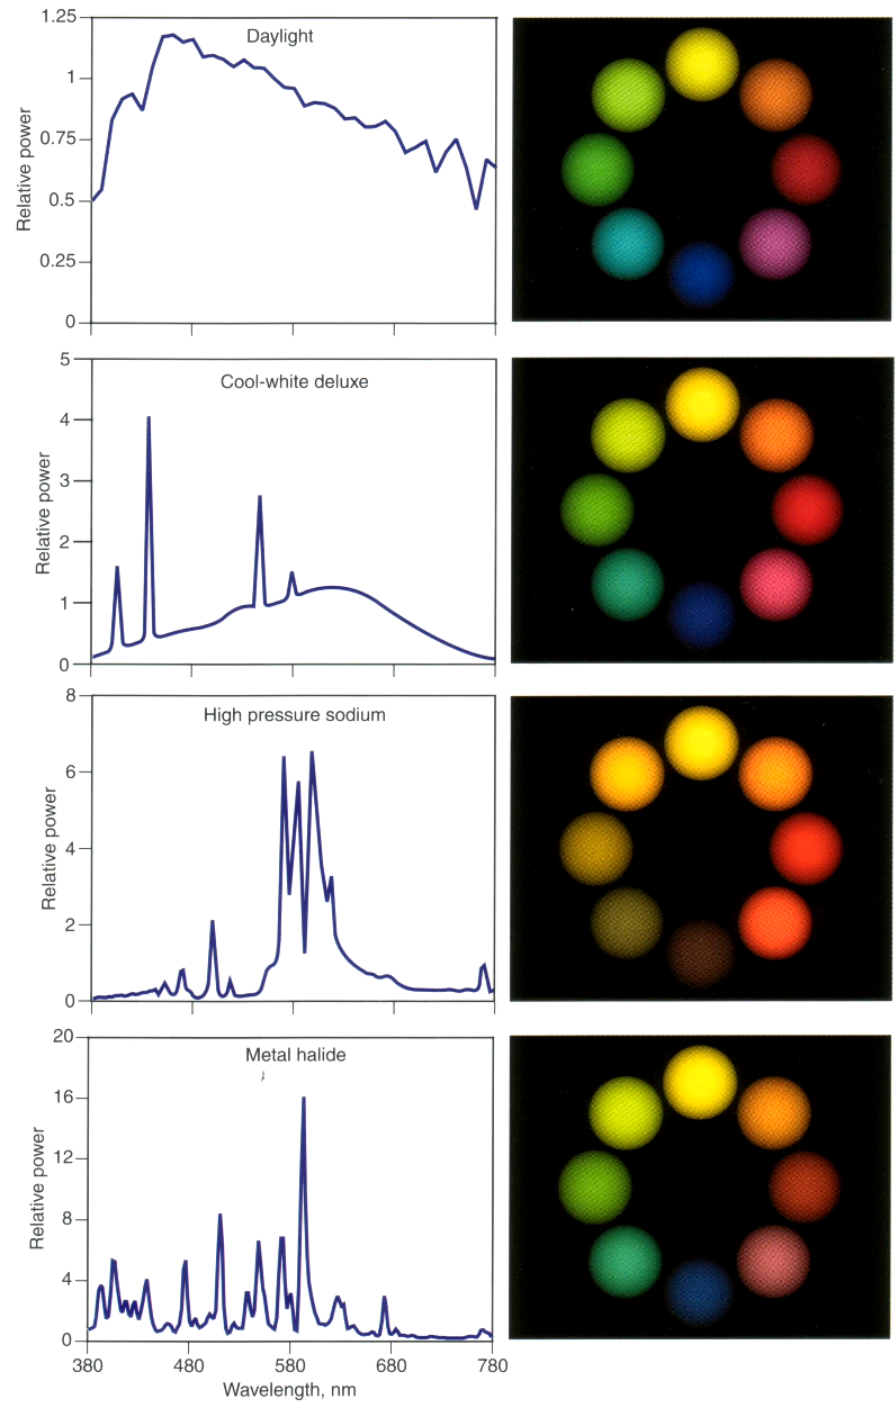 Daylight
Relative power
1.25
1
0.75
0.5
0.25
0
Cool-white deluxe
Relative power
5
4
3
2
1
0
High pressure sodium
Relative power
8
6
4
2
0
Metal halide
Relative power
20
16
12
8
4
0
380 480 580 680 780
Wavelength, nm